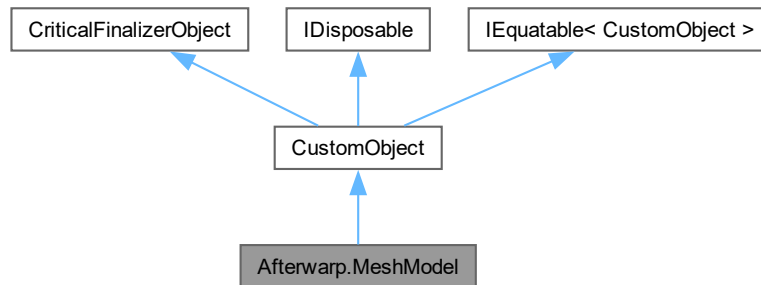 CriticalFinalizerObject
IDisposable
IEquatable< CustomObject >
CustomObject
Afterwarp.MeshModel